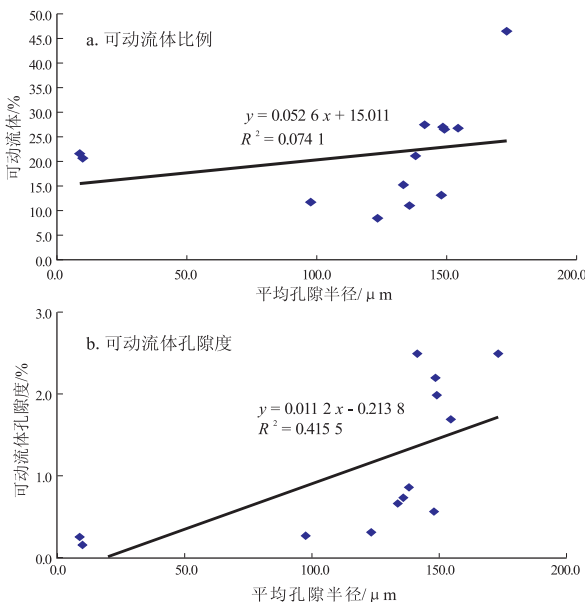 50.0
45.0
a. 可动流体比例
40.0
35.0
30.0
y = 0.052 6 x + 15.011
R² = 0.074 1
25.0
20.0
15.0
10.0
5.0
0.0
可动流体/%
0.0 50.0 100.0 150.0 200.0
平均孔隙半径/μm
3.0
b. 可动流体孔隙度
2.0
y = 0.011 2 x - 0.213 8
R² = 0.415 5
1.0
0.0
可动流体孔隙度/%
0.0 50.0 100.0 150.0 200.0
平均孔隙半径/μm